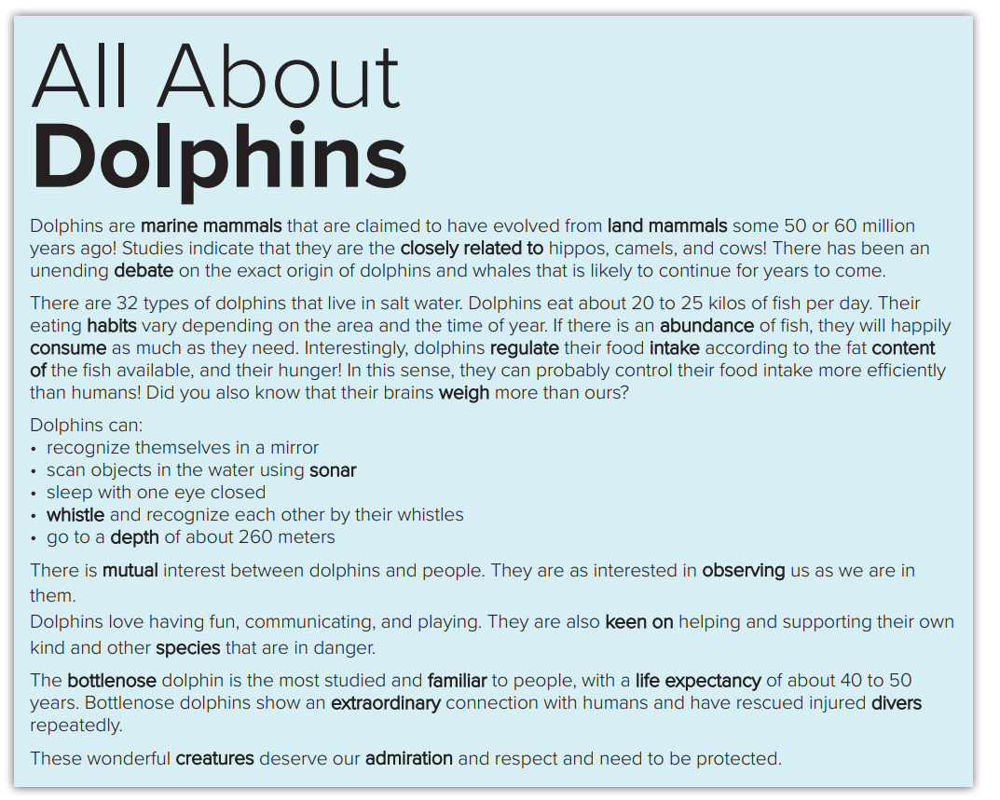 All About
Dolphins
Dolphins are marine mammals that are claimed to have evolved from land mammals some 50 or 60 million
years ago! Studies indicate that they are the closely related to hippos, camels, and cows! There has been an
unending debate on the exact origin of dolphins and whales that is likely to continue for years to come.
There are 32 types of dolphins that live in salt water. Dolphins eat about 20 to 25 kilos of fish per day. Their
eating habits vary depending on the area and the time of year. If there is an abundance of fish, they will happily
consume as much as they need. Interestingly, dolphins regulate their food intake according to the fat content
of the fish available, and their hunger! In this sense, they can probably control their food intake more efficiently
than humans! Did you also know that their brains weigh more than ours?
Dolphins can:
• recognize themselves in a mirror
• scan objects in the water using sonar
• sleep with one eye closed
• whistle and recognize each other by their whistles
• go to a depth of about 260 meters
There is mutual interest between dolphins and people. They are as interested in observing us as we are in
them.
Dolphins love having fun, communicating, and playing. They are also keen on helping and supporting their own
kind and other species that are in danger.
The bottlenose dolphin is the most studied and familiar to people, with a life expectancy of about 40 to 50
years. Bottlenose dolphins show an extraordinary connection with humans and have rescued injured divers
repeatedly.
These wonderful creatures deserve our admiration and respect and need to be protected.